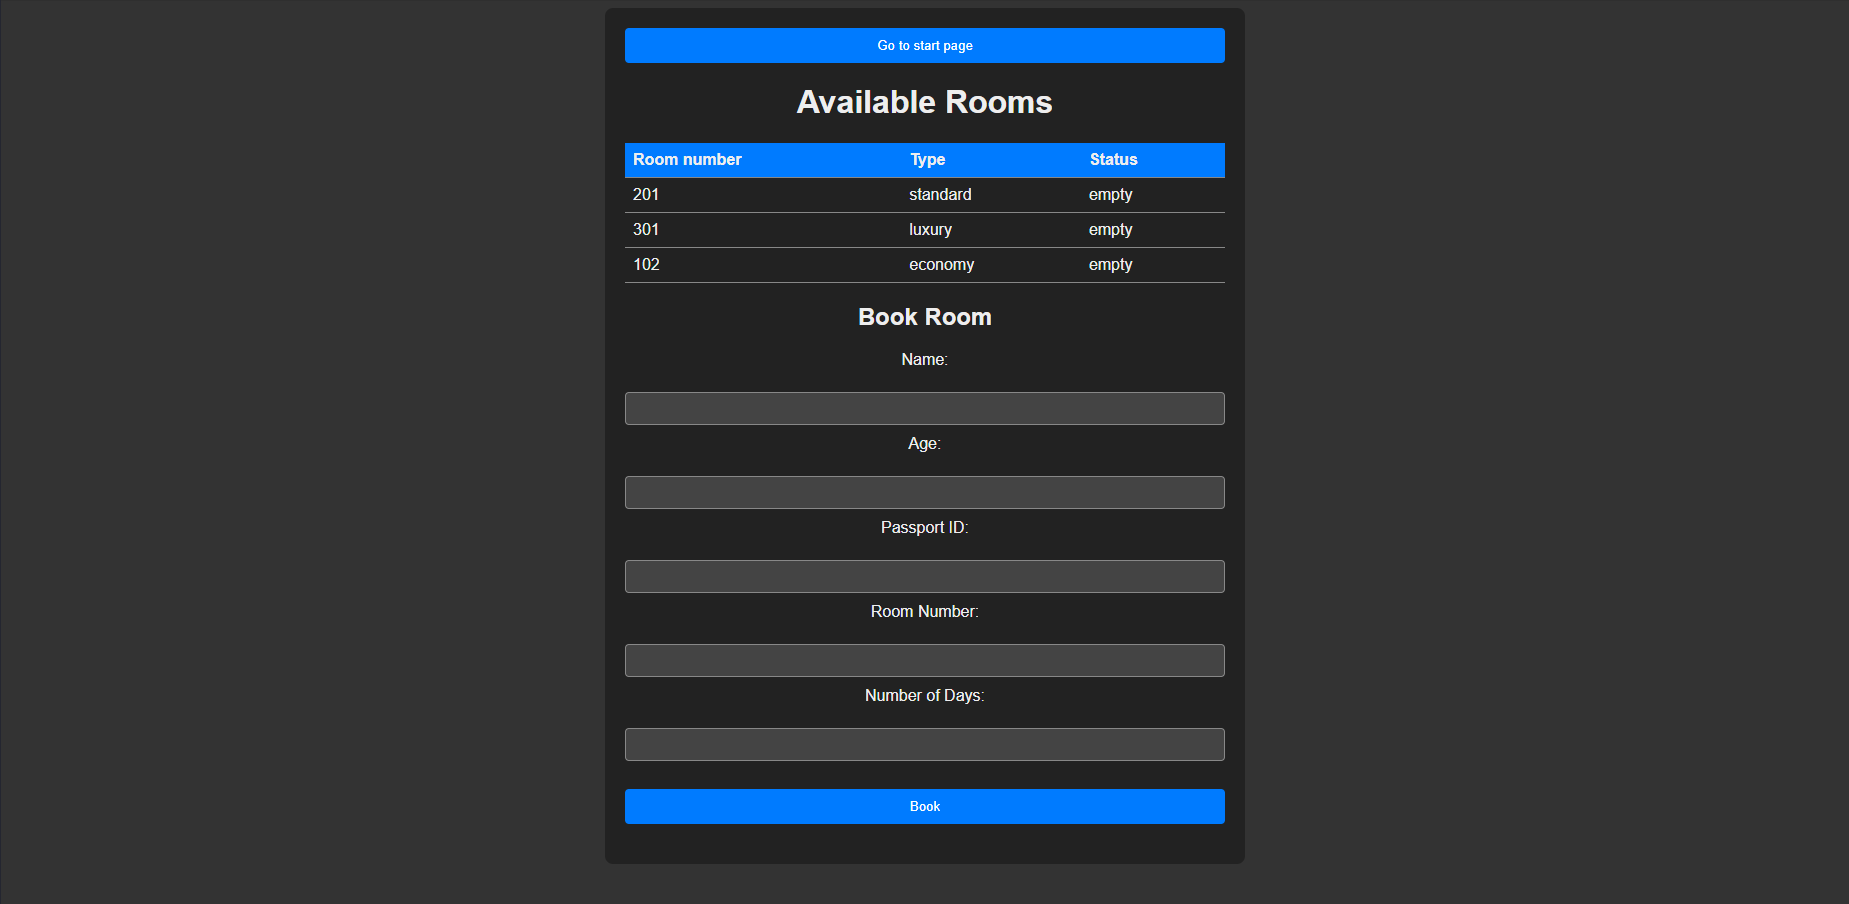 Go to start page
Available Rooms
Room number Type Status
201 standard empty
301 luxury empty
102 economy empty
Book Room
Name:
Age:
Passport ID:
Room Number:
Number of Days:
Book